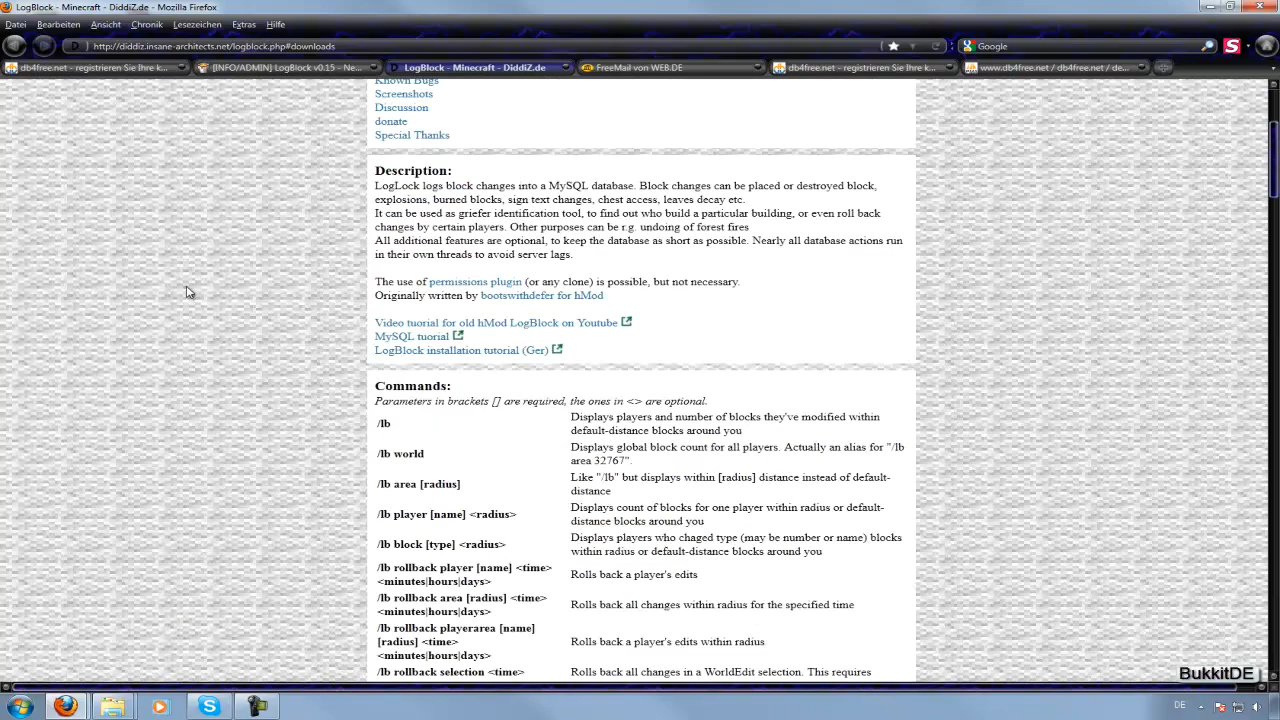 LogBlock - Minecraft - DiddiZ.de - Mozilla Firefox
Datei Bearbeiten Ansicht Chronik Lesezeichen Extras Hilfe
http://diddiz.insane-architects.net/logblock.php#downloads
Google
db4free.net - registrieren Sie Ihre k...
[INFO/ADMIN] LogBlock v0.15 - Ne...
LogBlock - Minecraft - DiddiZ.de
FreeMail von WEB.DE
db4free.net - registrieren Sie Ihre k...
www.db4free.net / db4free.net / de...
Known Bugs
Screenshots
Discussion
donate
Special Thanks
Description:
LogLock logs block changes into a MySQL database. Block changes can be placed or destroyed block,
explosions, burned blocks, sign text changes, chest access, leaves decay etc.
It can be used as griefer identification tool, to find out who build a particular building, or even roll back
changes by certain players. Other purposes can be r.g. undoing of forest fires
All additional features are optional, to keep the database as short as possible. Nearly all database actions run
in their own threads to avoid server lags.
The use of permissions plugin (or any clone) is possible, but not necessary.
Originally written by bootswithdefer for hMod
Video tuorial for old hMod LogBlock on Youtube
MySQL tuorial
LogBlock installation tutorial (Ger)
Commands:
Parameters in brackets [] are required, the ones in <> are optional.
/lb
Displays players and number of blocks they've modified within
default-distance blocks around you
/lb world
Displays global block count for all players. Actually an alias for "/lb
area 32767".
/lb area [radius]
Like "/lb" but displays within [radius] distance instead of default-
distance
/lb player [name] <radius>
Displays count of blocks for one player within radius or default-
distance blocks around you
/lb block [type] <radius>
Displays players who chaged type (may be number or name) blocks
within radius or default-distance blocks around you
/lb rollback player [name] <time>
<minutes|hours|days>
Rolls back a player's edits
/lb rollback area [radius] <time>
<minutes|hours|days>
Rolls back all changes within radius for the specified time
/lb rollback playerarea [name]
[radius] <time>
<minutes|hours|days>
Rolls back a player's edits within radius
/lb rollback selection <time>
Rolls back all changes in a WorldEdit selection. This requires
BukkitDE
DE